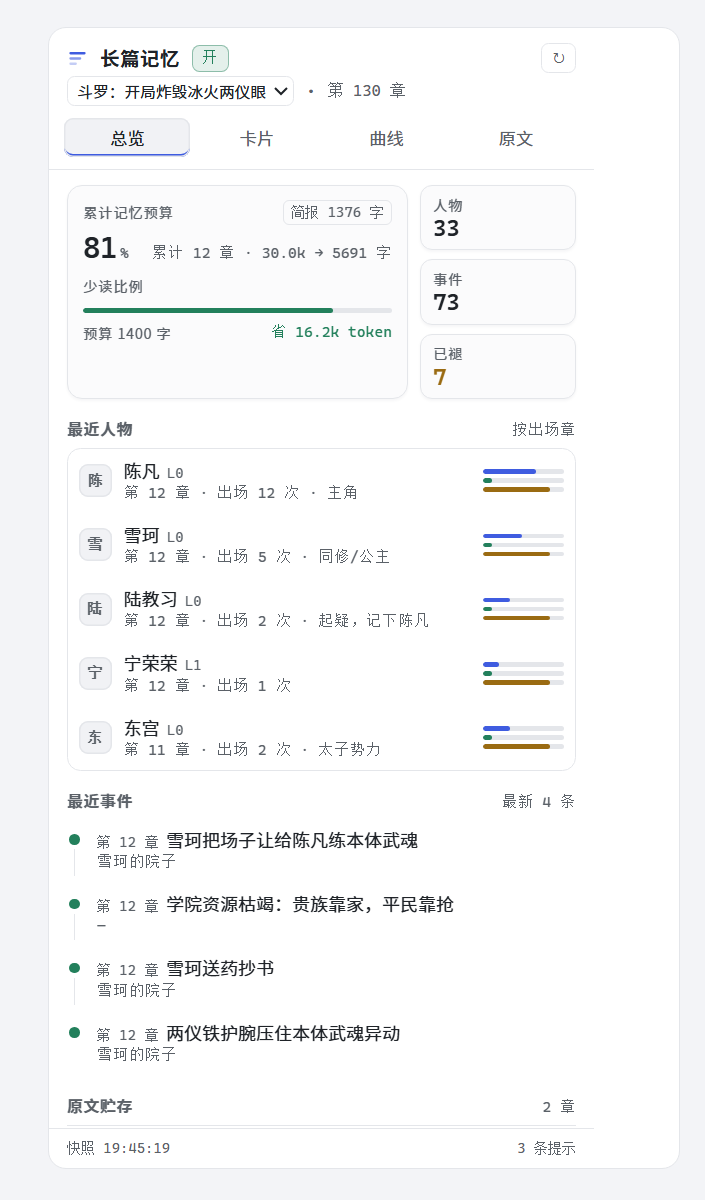 长篇记忆 开 ↻
斗罗：开局炸毁冰火两仪眼 · 第 130 章
总览 卡片 曲线 原文
累计记忆预算 简报 1376 字
81% 累计 12 章 · 30.0k → 5691 字
少读比例
预算 1400 字 省 16.2k token
人物
33
事件
73
已褪
7
最近人物 按出场章
陈 陈凡 L0
第 12 章 · 出场 12 次 · 主角
雪 雪珂 L0
第 12 章 · 出场 5 次 · 同修/公主
陆 陆教习 L0
第 12 章 · 出场 2 次 · 起疑，记下陈凡
宁 宁荣荣 L1
第 12 章 · 出场 1 次
东 东宫 L0
第 11 章 · 出场 2 次 · 太子势力
最近事件 最新 4 条
第 12 章 雪珂把场子让给陈凡练本体武魂
雪珂的院子
第 12 章 学院资源枯竭：贵族靠家，平民靠抢
—
第 12 章 雪珂送药抄书
雪珂的院子
第 12 章 两仪铁护腕压住本体武魂异动
雪珂的院子
原文贮存 2 章
快照 19:45:19 3 条提示